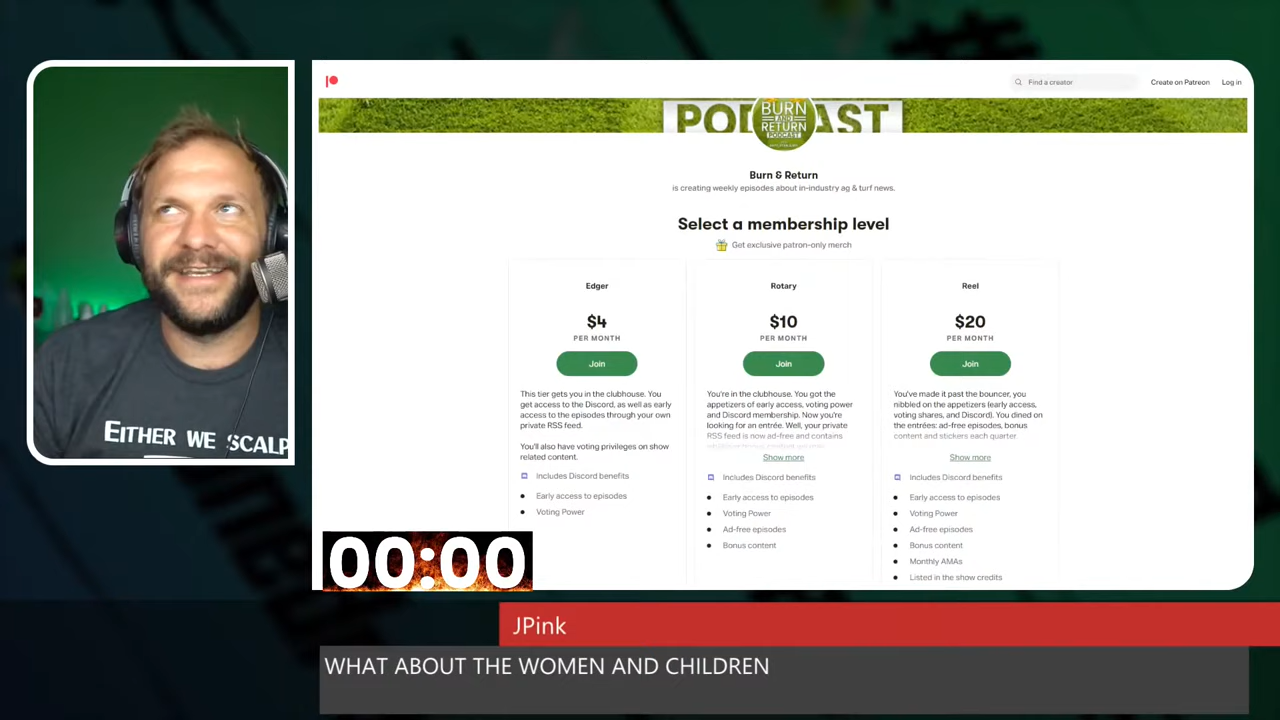 Find a creator
Create on Patreon
Log in
PODCAST
BURN
AND
RETURN
PODCAST
Burn & Return
is creating weekly episodes about in-industry ag & turf news.
Select a membership level
Get exclusive patron-only merch
Edger
$4
PER MONTH
Join
This tier gets you in the clubhouse. You
get access to the Discord, as well as early
access to the episodes through your own
private RSS feed.
You'll also have voting privileges on show
related content.
Includes Discord benefits
Early access to episodes
Voting Power
Rotary
$10
PER MONTH
Join
You're in the clubhouse. You got the
appetizers of early access, voting power
and Discord membership. Now you're
looking for an entrée. Well, your private
RSS feed is now ad-free and contains
Show more
Includes Discord benefits
Early access to episodes
Voting Power
Ad-free episodes
Bonus content
Reel
$20
PER MONTH
Join
You've made it past the bouncer, you
nibbled on the appetizers (early access,
voting shares, and Discord). You dined on
the entrées: ad-free episodes, bonus
content and stickers each quarter.
Show more
Includes Discord benefits
Early access to episodes
Voting Power
Ad-free episodes
Bonus content
Monthly AMAs
Listed in the show credits
EITHER WE SCALP
00:00
JPink
WHAT ABOUT THE WOMEN AND CHILDREN